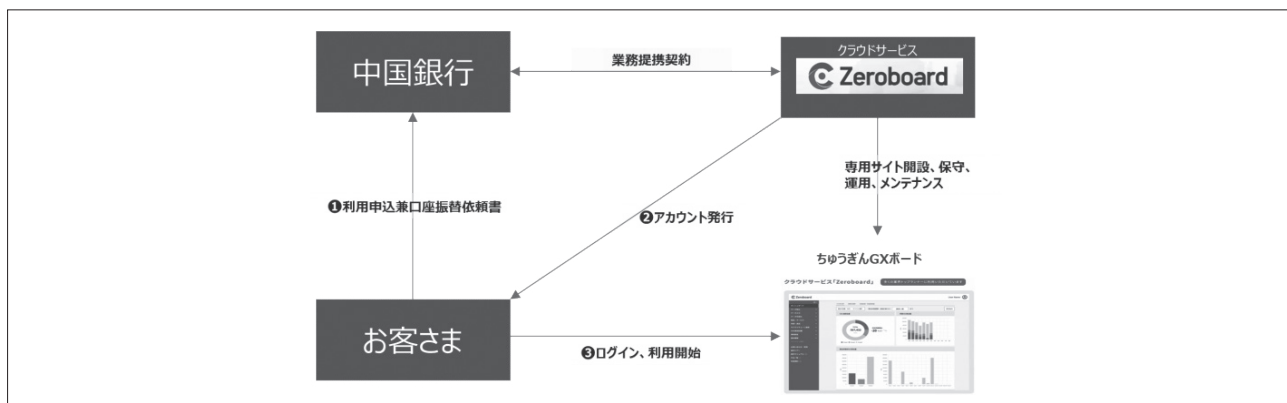 中国銀行
業務提携契約
クラウドサービス
Zeroboard
専用サイト開設、保守、
運用、メンテナンス
❶利用申込兼口座振替依頼書
❷アカウント発行
ちゅうぎんGXボード
クラウドサービス「Zeroboard」
Zeroboard
お客さま
❸ログイン、利用開始